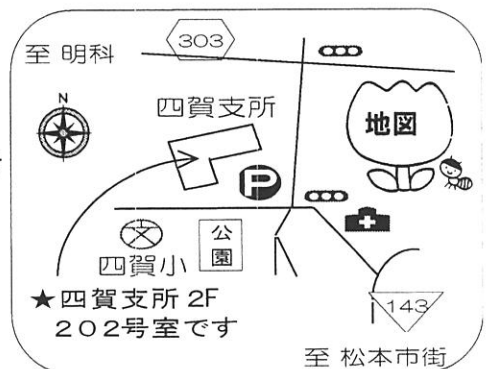 至 明科
303
N
四賀支所
地図
P
文
四賀小
公園
★四賀支所 2F
202号室です
143
至 松本市街